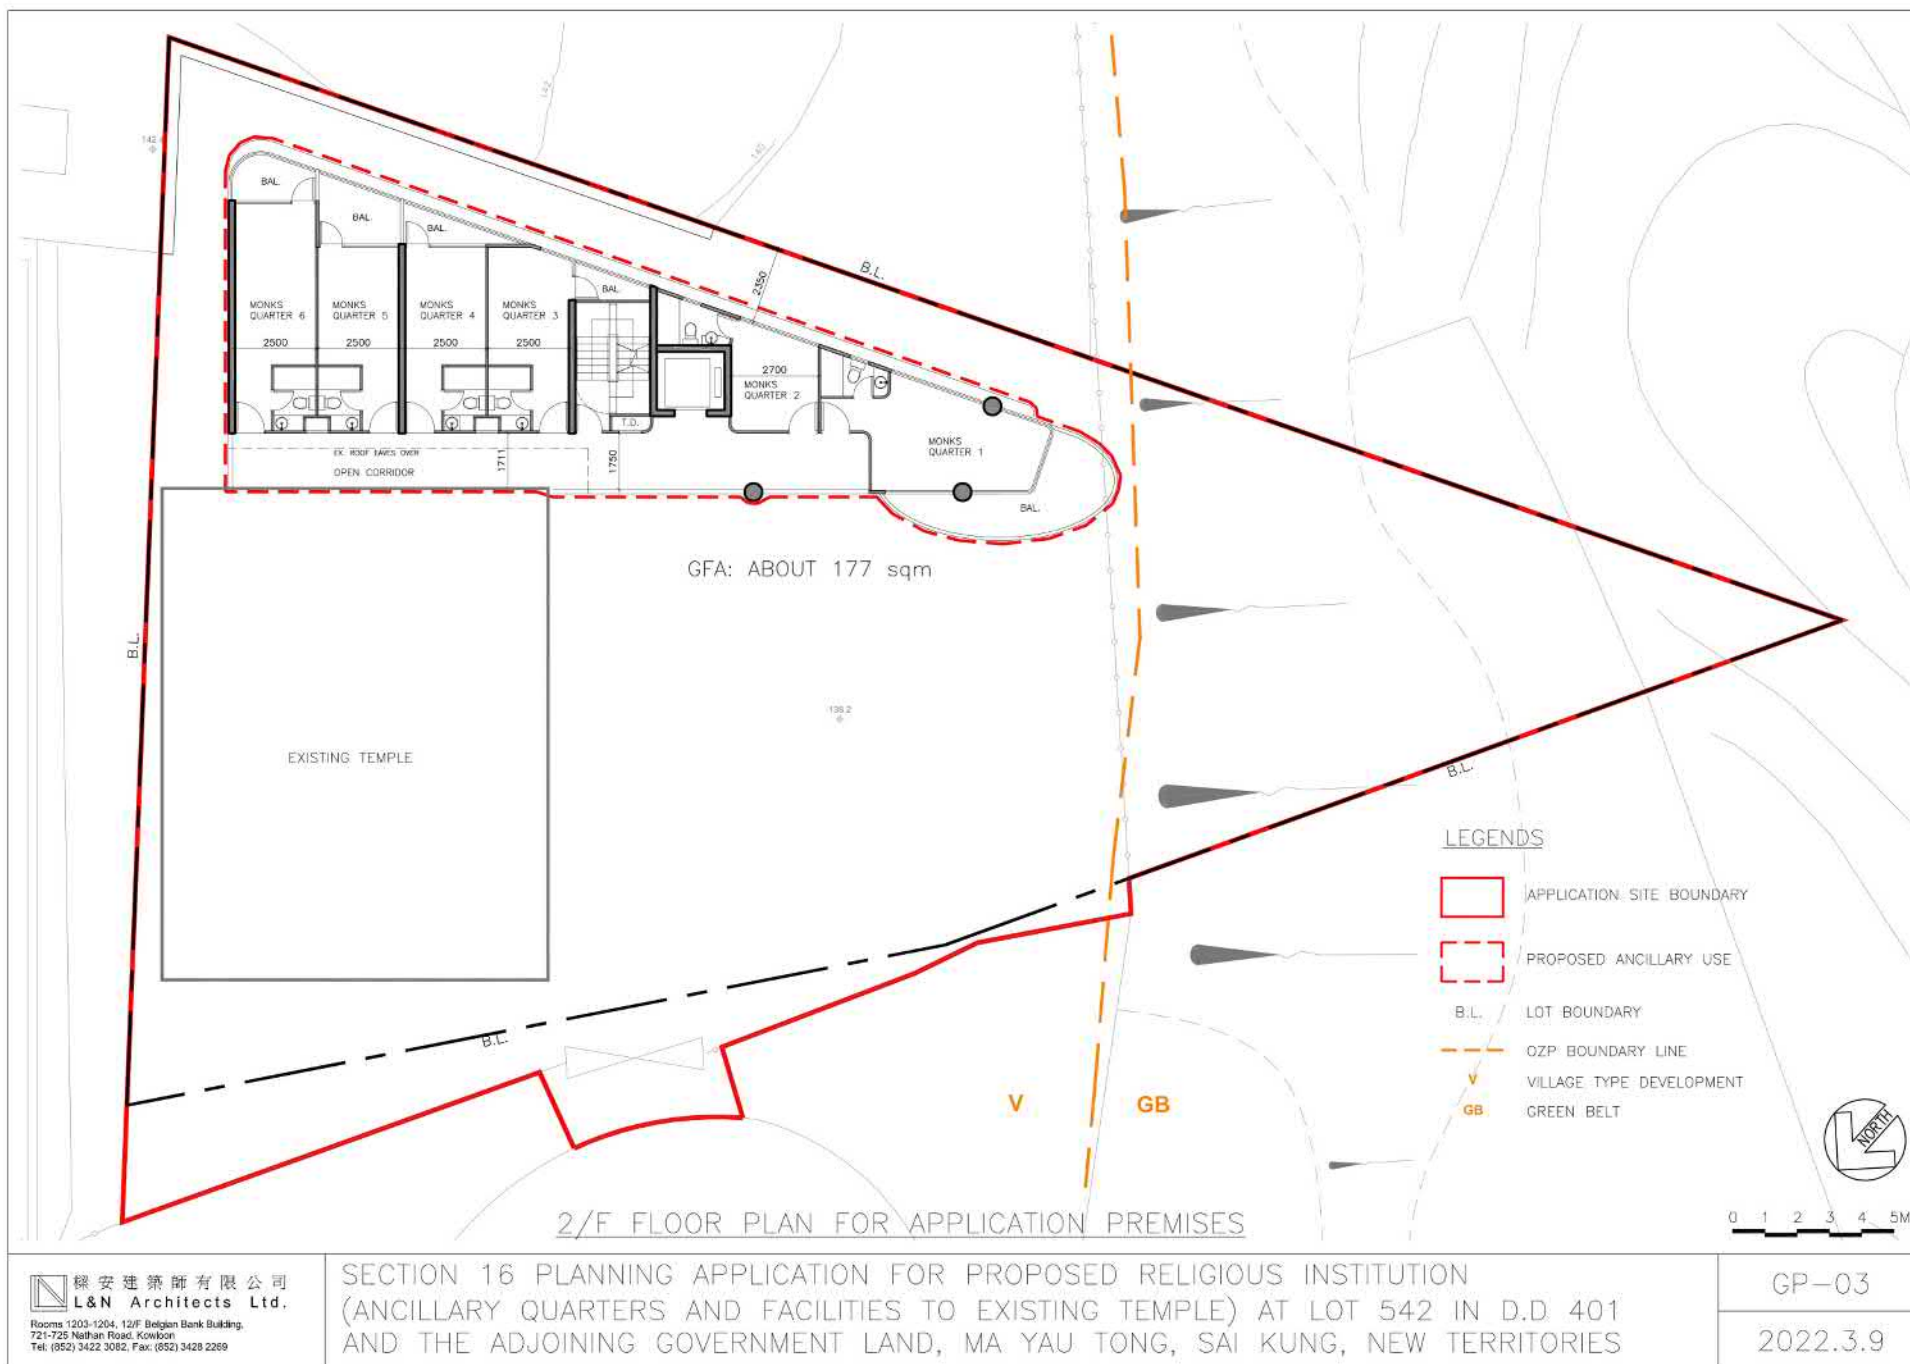 142
142
140
BAL.
BAL.
BAL.
BAL.
B.L.
2350
MONKS
QUARTER 6
MONKS
QUARTER 5
MONKS
QUARTER 4
MONKS
QUARTER 3
2500
2500
2500
2500
2700
MONKS
QUARTER 2
T.D.
MONKS
QUARTER 1
EX. ROOF EAVES OVER
OPEN CORRIDOR
1711
1750
BAL.
GFA: ABOUT 177 sqm
B.L.
EXISTING TEMPLE
B.L.
B.L.
LEGENDS
APPLICATION SITE BOUNDARY
PROPOSED ANCILLARY USE
B.L. LOT BOUNDARY
OZP BOUNDARY LINE
V VILLAGE TYPE DEVELOPMENT
GB GREEN BELT
V GB
NORTH
0 1 2 3 4 5M
2/F FLOOR PLAN FOR APPLICATION PREMISES
樑安建築師有限公司
L&N Architects Ltd.
Rooms 1203-1204, 12/F Belgian Bank Building,
721-725 Nathan Road, Kowloon
Tel: (852) 3422 3082, Fax: (852) 3428 2269
SECTION 16 PLANNING APPLICATION FOR PROPOSED RELIGIOUS INSTITUTION
(ANCILLARY QUARTERS AND FACILITIES TO EXISTING TEMPLE) AT LOT 542 IN D.D 401
AND THE ADJOINING GOVERNMENT LAND, MA YAU TONG, SAI KUNG, NEW TERRITORIES
GP-03
2022.3.9